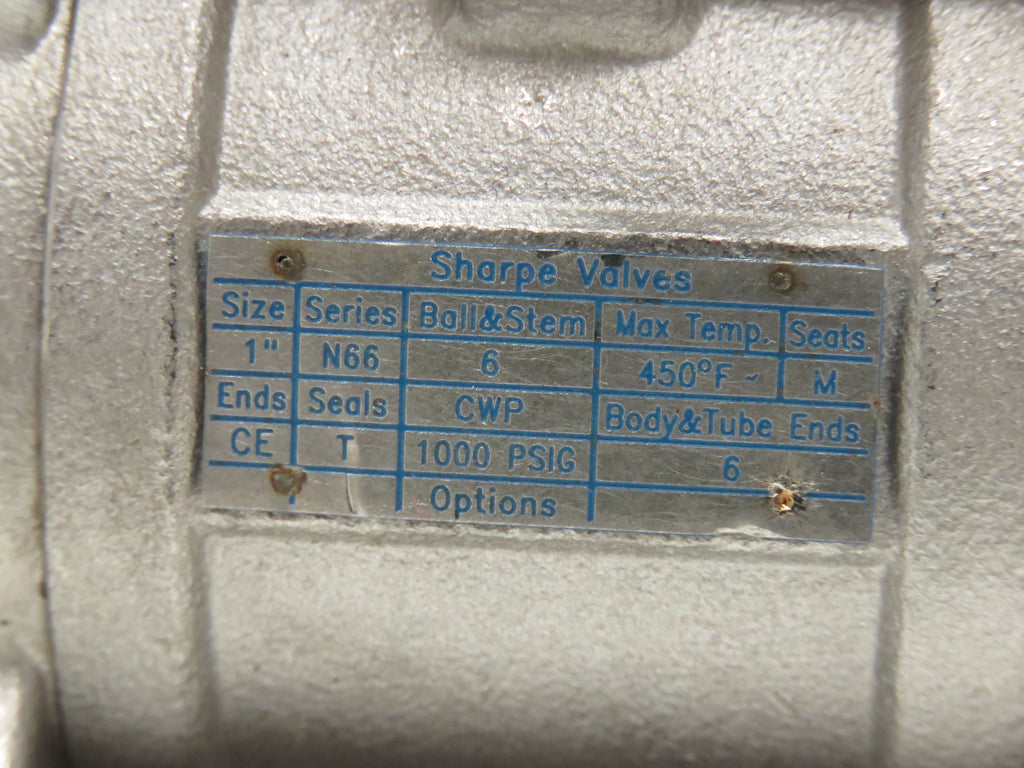 Sharpe Valves
Size Series Ball&Stem Max Temp. Seats
1" N66 6 450°F M
Ends Seals CWP Body&Tube Ends
CE T 1000 PSIG 6
Options